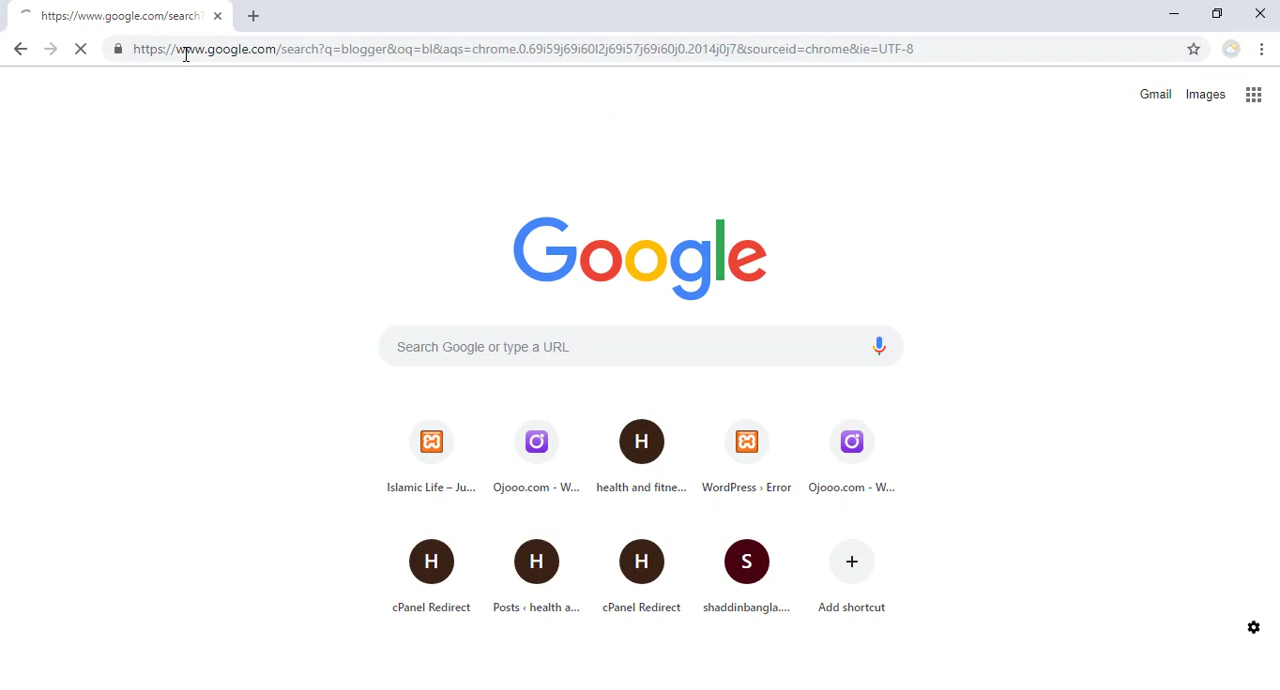 https://www.google.com/search?
https://www.google.com/search?q=blogger&oq=bl&aqs=chrome.0.69i59j69i60l2j69i57j69i60j0.2014j0j7&sourceid=chrome&ie=UTF-8
Gmail Images
Google
Search Google or type a URL
H
Islamic Life – Ju... Ojooo.com - W... health and fitne... WordPress › Error Ojooo.com - W...
H H H S
cPanel Redirect Posts ‹ health a... cPanel Redirect shaddinbangla.... Add shortcut